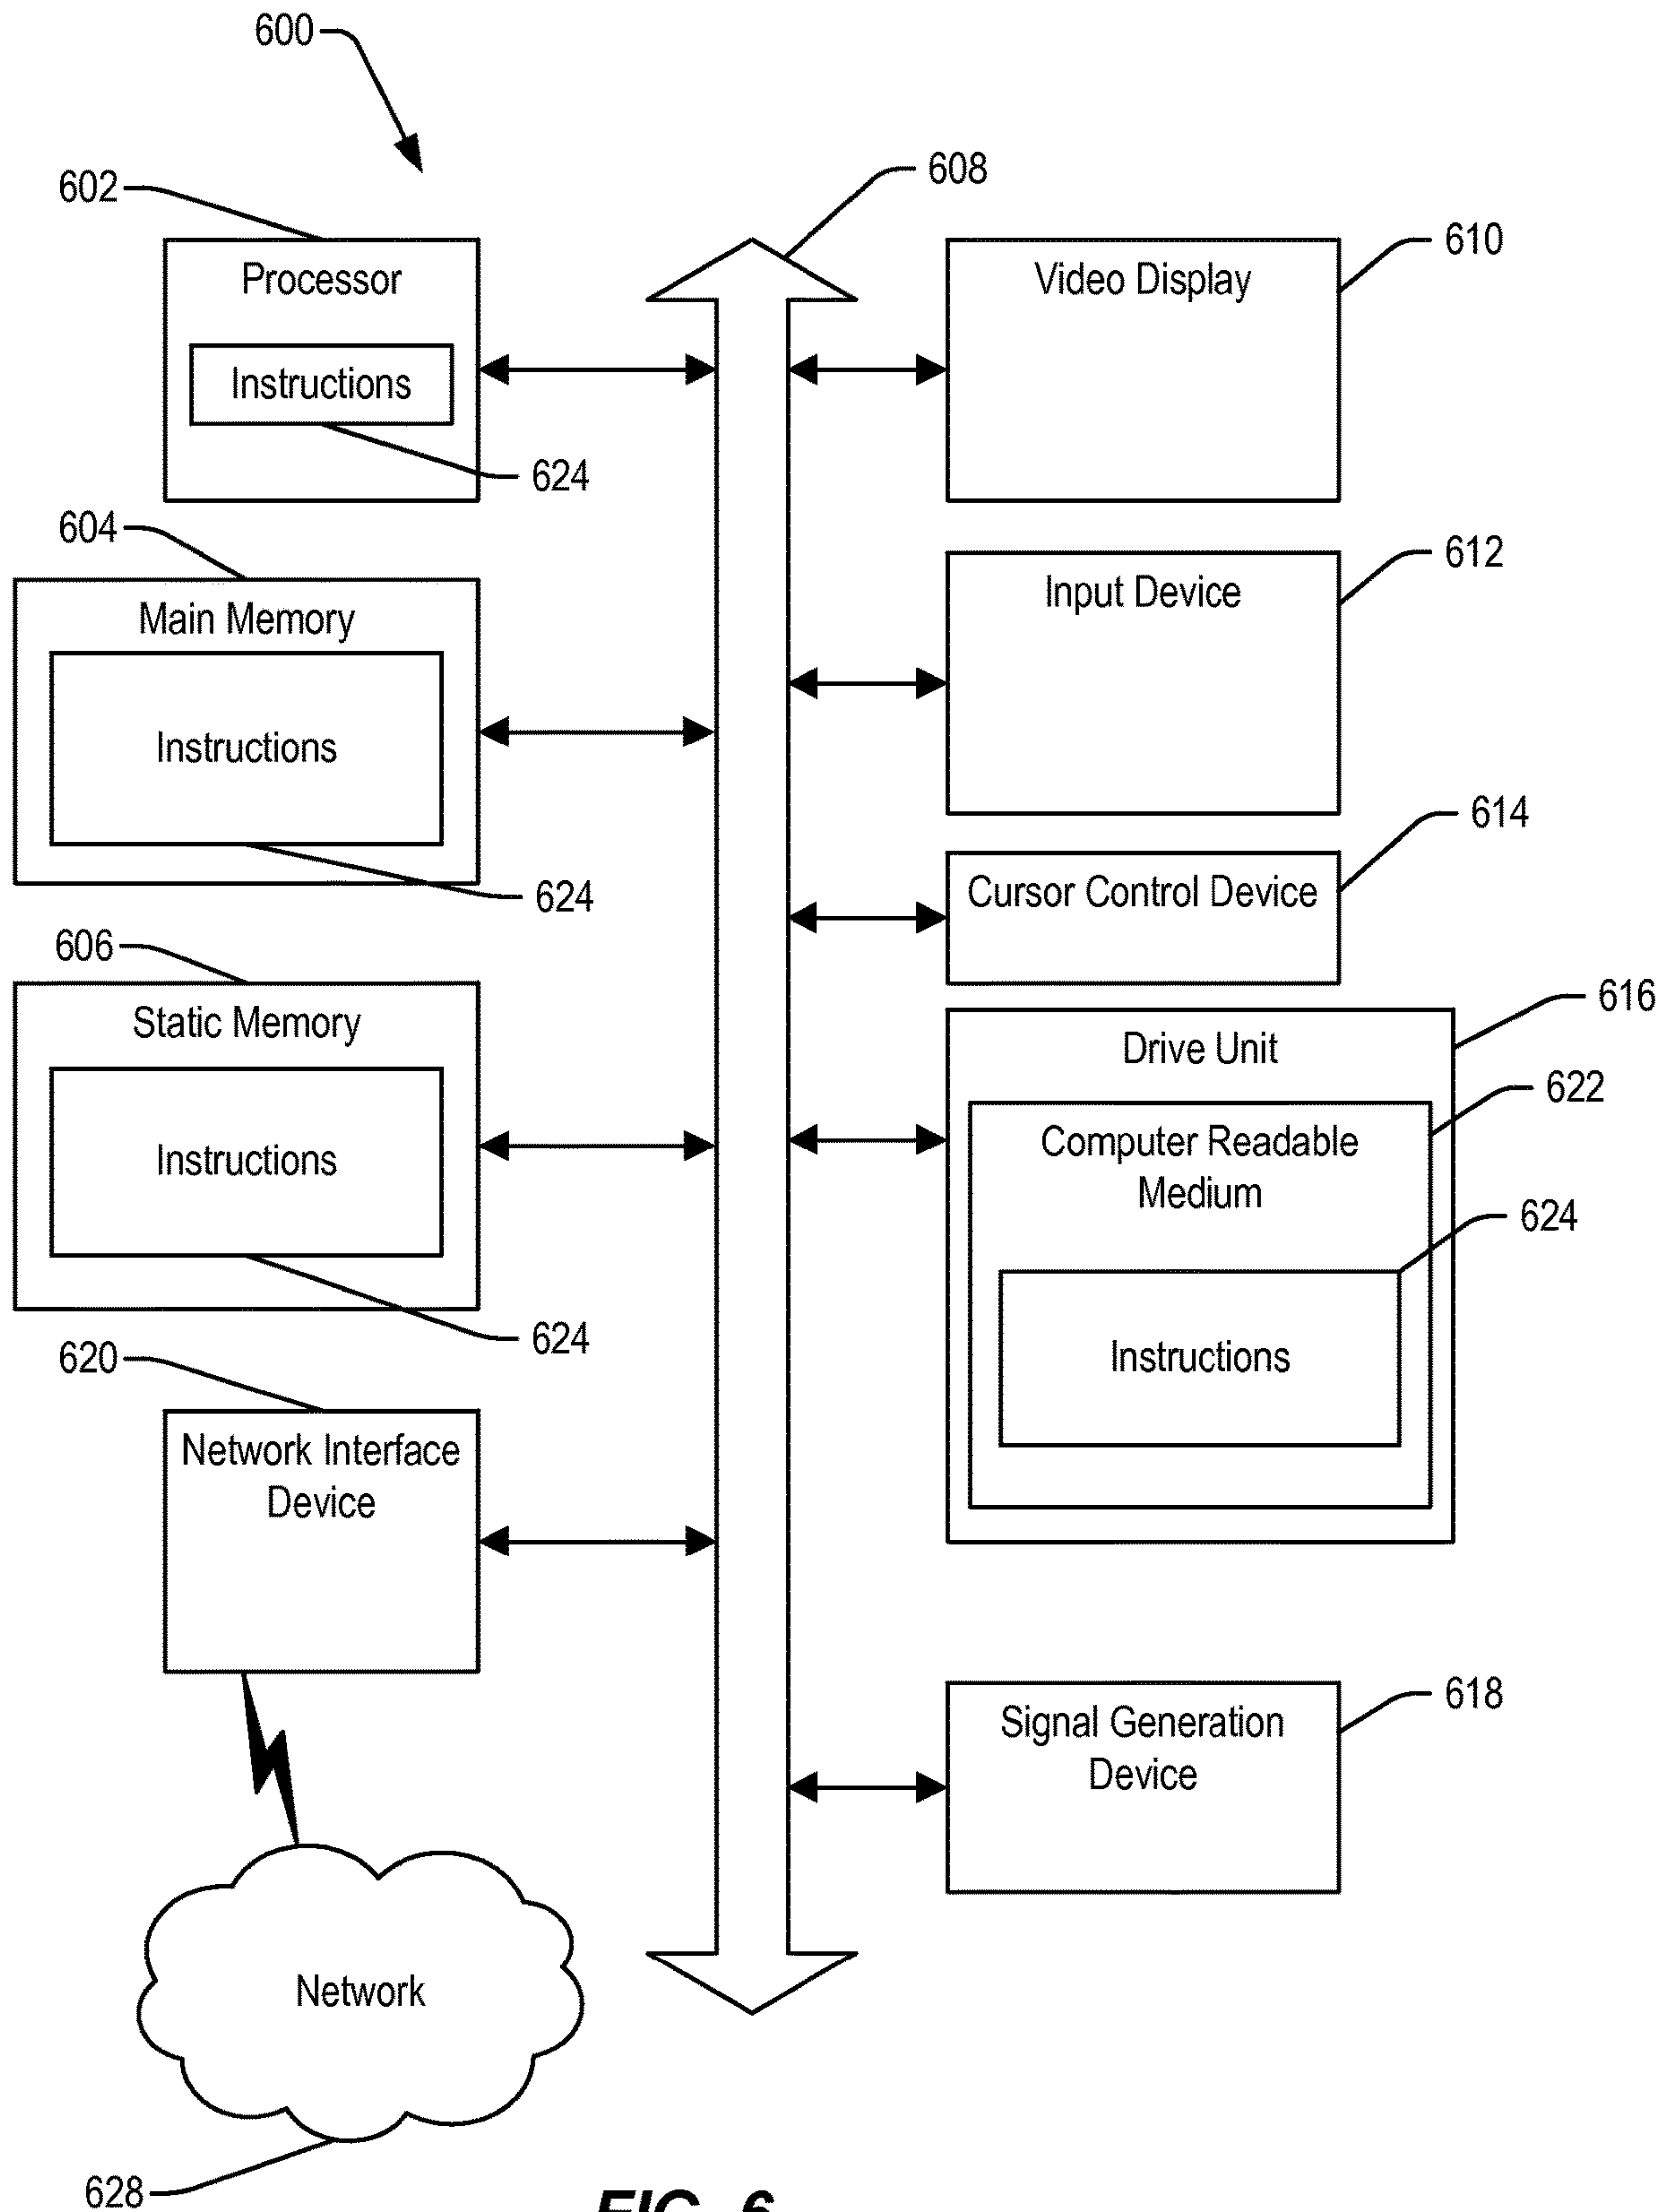 600
602
608
610
Processor
Video Display
Instructions
624
604
612
Main Memory
Input Device
Instructions
614
Cursor Control Device
624
606
616
Static Memory
Drive Unit
622
Computer Readable
Medium
Instructions
624
624
620
Instructions
Network Interface
Device
618
Signal Generation
Device
Network
628
FIG. 6